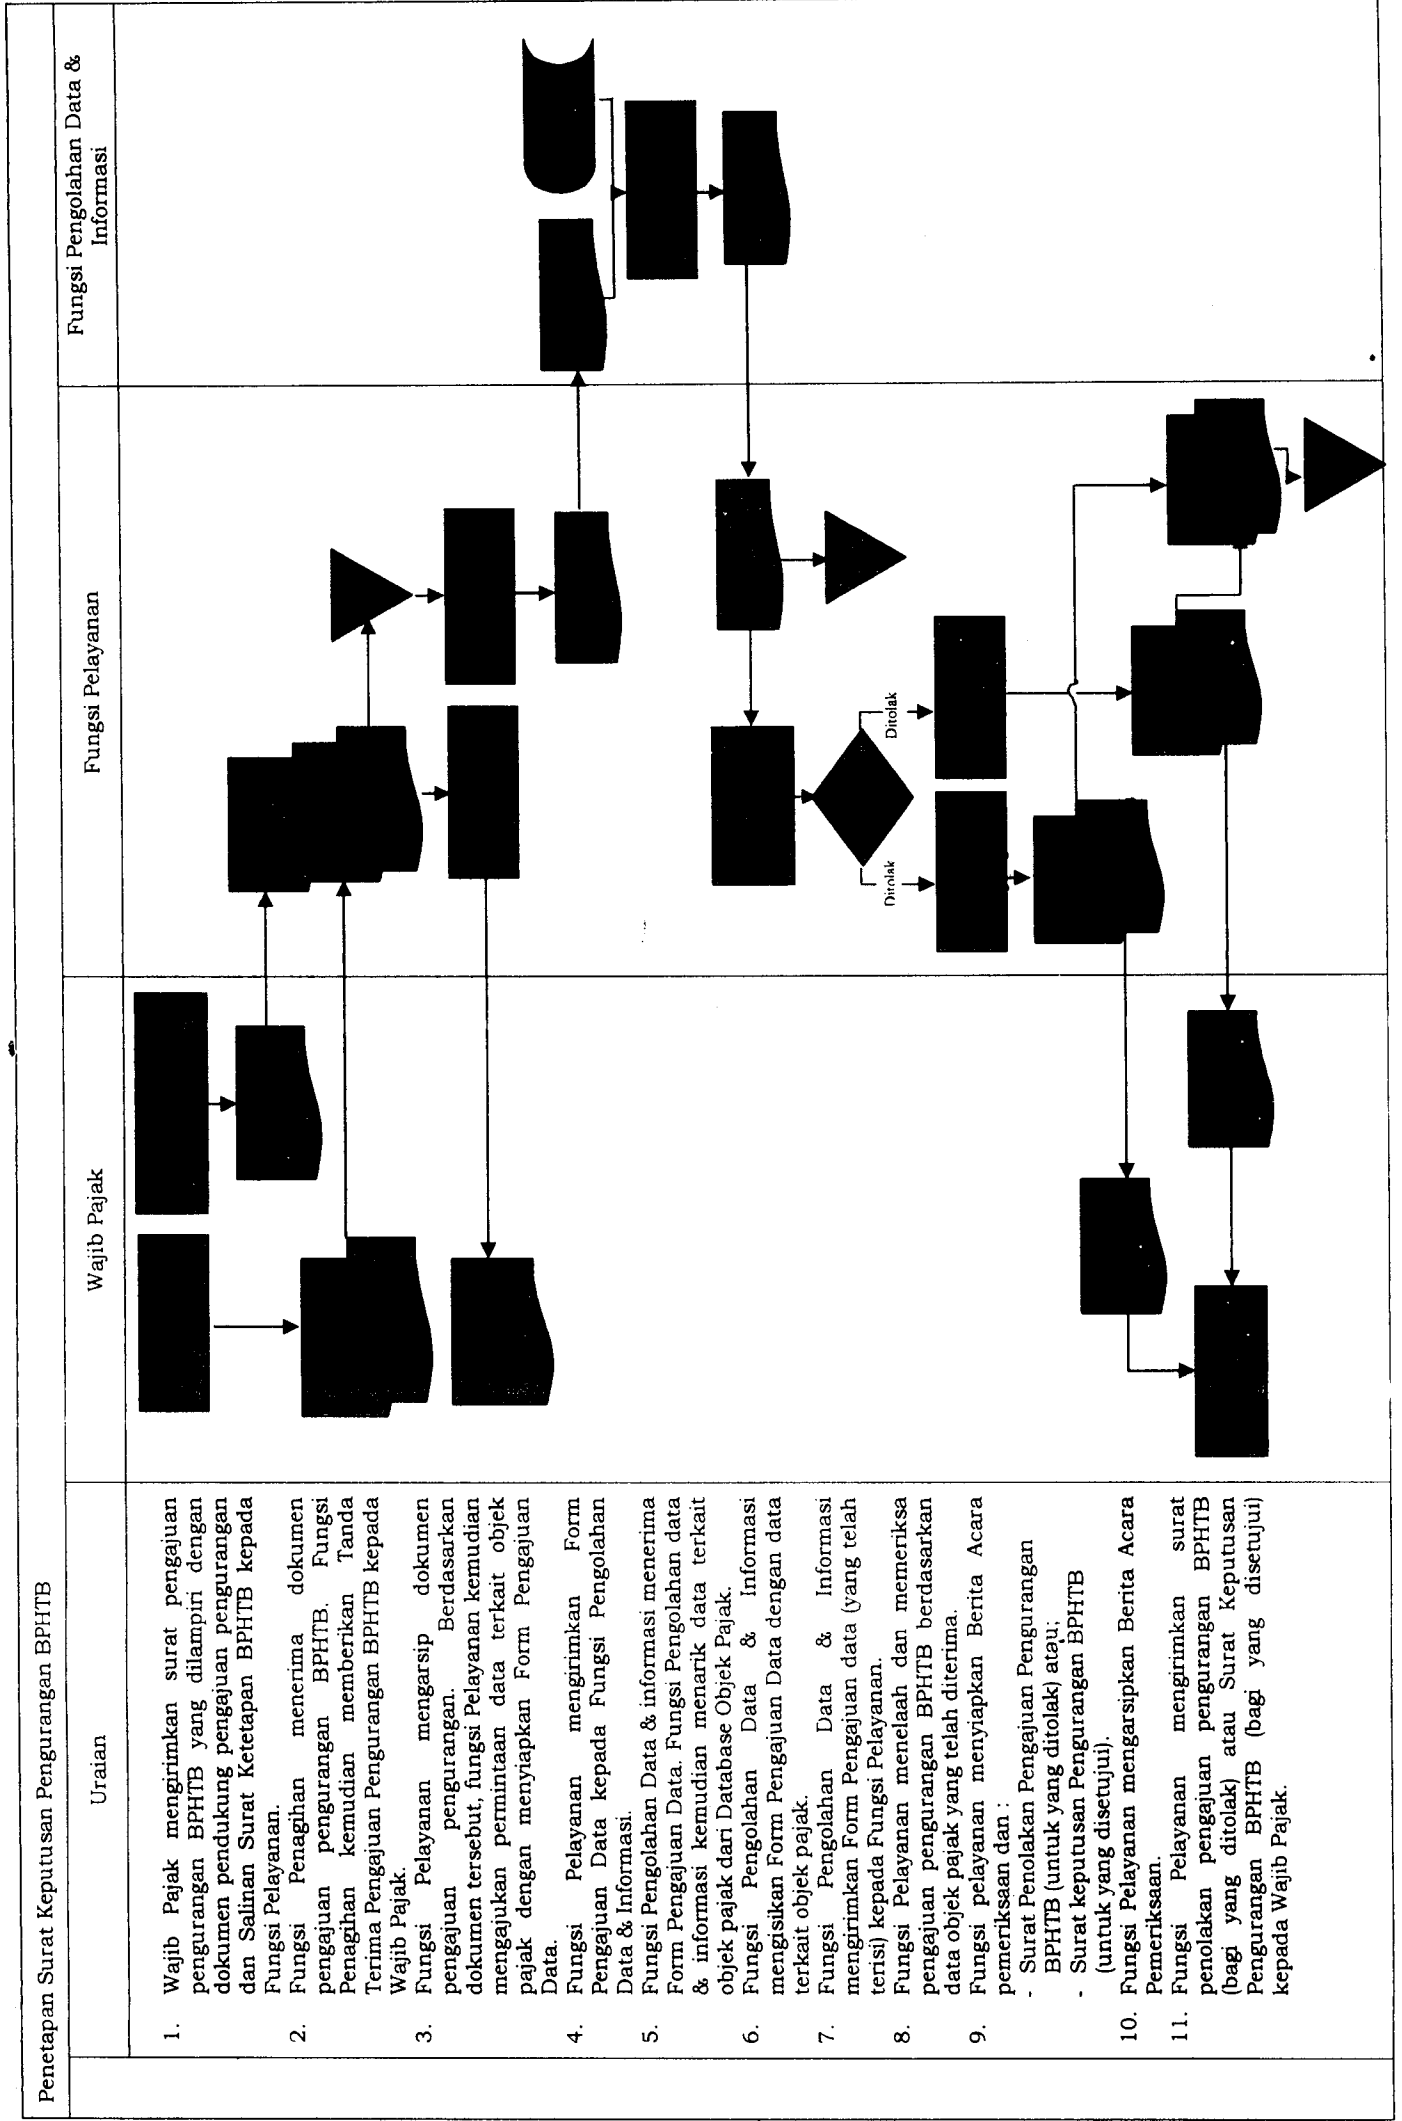 Penetapan Surat Keputusan Pengurangan BPHTB
Uraian
Wajib Pajak
Fungsi Pelayanan
Fungsi Pengolahan Data &
Informasi
1. Wajib Pajak mengirimkan surat pengajuan
pengurangan BPHTB yang dilampiri dengan
dokumen pendukung pengajuan pengurangan
dan Salinan Surat Ketetapan BPHTB kepada
Fungsi Pelayanan.
2. Fungsi Penagihan menerima dokumen
pengajuan pengurangan BPHTB. Fungsi
Penagihan kemudian memberikan Tanda
Terima Pengajuan Pengurangan BPHTB kepada
Wajib Pajak.
3. Fungsi Pelayanan mengarsip dokumen
pengajuan pengurangan. Berdasarkan
dokumen tersebut, fungsi Pelayanan kemudian
mengajukan permintaan data terkait objek
pajak dengan menyiapkan Form Pengajuan
Data.
4. Fungsi Pelayanan mengirimkan Form
Pengajuan Data kepada Fungsi Pengolahan
Data & Informasi.
5. Fungsi Pengolahan Data & informasi menerima
Form Pengajuan Data. Fungsi Pengolahan data
& informasi kemudian menarik data terkait
objek pajak dari Database Objek Pajak.
6. Fungsi Pengolahan Data & Informasi
mengisikan Form Pengajuan Data dengan data
terkait objek pajak.
7. Fungsi Pengolahan Data & Informasi
mengirimkan Form Pengajuan data (yang telah
terisi) kepada Fungsi Pelayanan.
8. Fungsi Pelayanan menelaah dan memeriksa
pengajuan pengurangan BPHTB berdasarkan
data objek pajak yang telah diterima.
9. Fungsi pelayanan menyiapkan Berita Acara
pemeriksaan dan :
- Surat Penolakan Pengajuan Pengurangan
BPHTB (untuk yang ditolak) atau;
- Surat keputusan Pengurangan BPHTB
(untuk yang disetujui).
10. Fungsi Pelayanan mengarsipkan Berita Acara
Pemeriksaan.
11. Fungsi Pelayanan mengirimkan surat
penolakan pengajuan pengurangan BPHTB
(bagi yang ditolak) atau Surat Keputusan
Pengurangan BPHTB (bagi yang disetujui)
kepada Wajib Pajak.
Ditolak
Ditolak